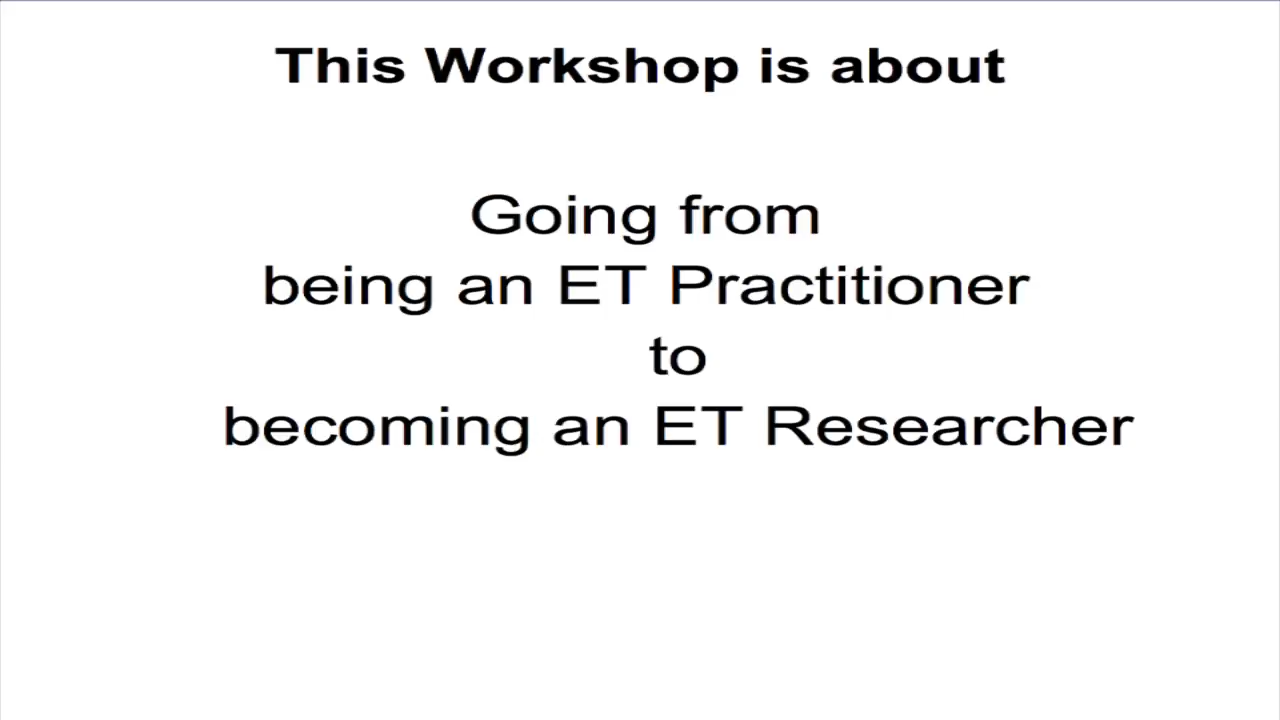 This Workshop is about
Going from
being an ET Practitioner
to
becoming an ET Researcher